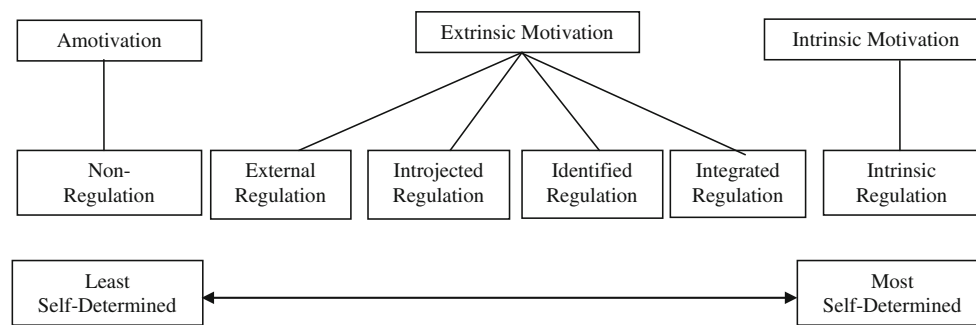 Amotivation
Extrinsic Motivation
Intrinsic Motivation
Non-
Regulation
External
Regulation
Introjected
Regulation
Identified
Regulation
Integrated
Regulation
Intrinsic
Regulation
Least
Self-Determined
Most
Self-Determined